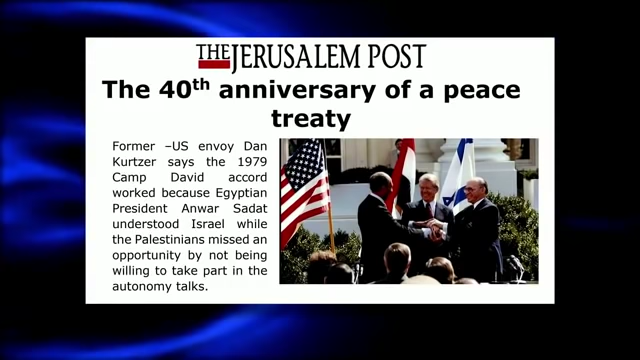 THE JERUSALEM POST
The 40th anniversary of a peace
treaty
Former –US envoy Dan
Kurtzer says the 1979
Camp David accord
worked because Egyptian
President Anwar Sadat
understood Israel while
the Palestinians missed an
opportunity by not being
willing to take part in the
autonomy talks.